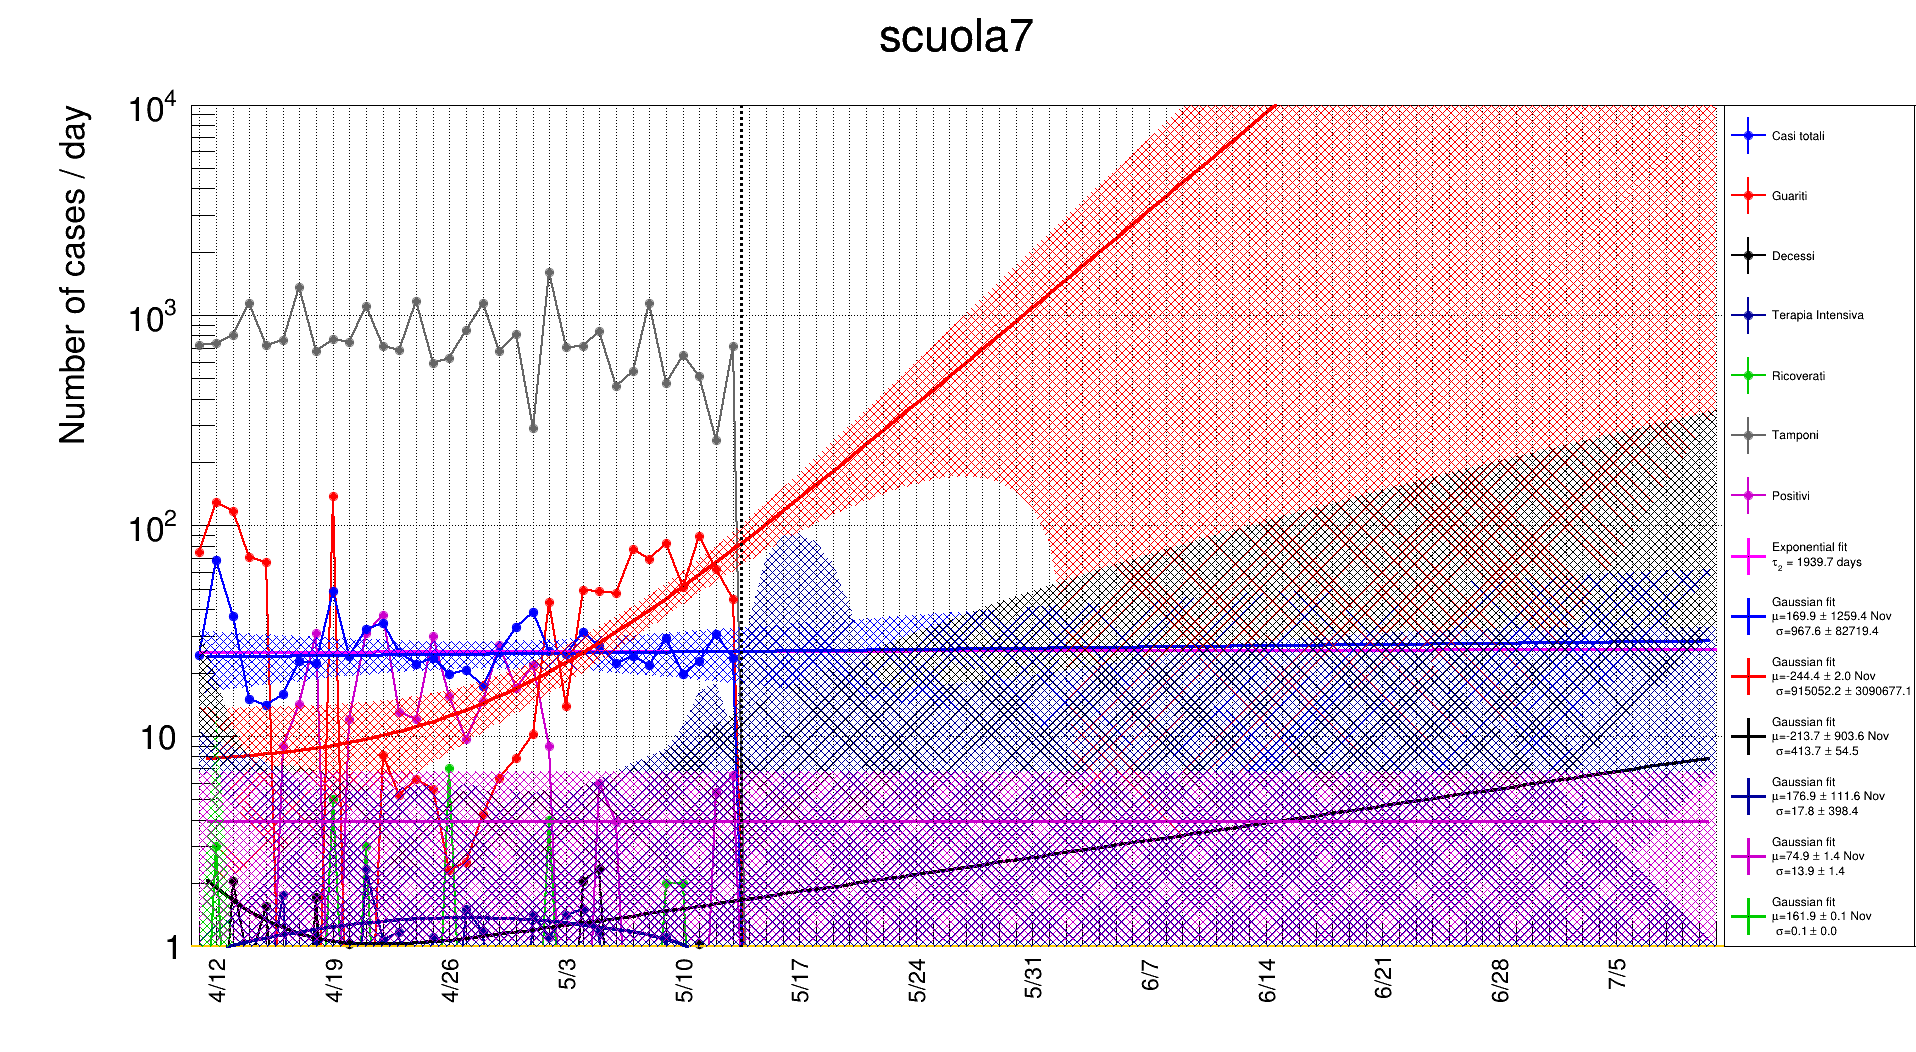 scuola7
Number of cases / day
10^4
10^3
10^2
10
1
4/12
4/19
4/26
5/3
5/10
5/17
5/24
5/31
6/7
6/14
6/21
6/28
7/5
Casi totali
Guariti
Decessi
Terapia Intensiva
Ricoverati
Tamponi
Positivi
Exponential fit
τ₂ = 1939.7 days
Gaussian fit
μ=169.9 ± 1259.4 Nov
σ=967.6 ± 82719.4
Gaussian fit
μ=-244.4 ± 2.0 Nov
σ=915052.2 ± 3090677.1
Gaussian fit
μ=-213.7 ± 903.6 Nov
σ=413.7 ± 54.5
Gaussian fit
μ=176.9 ± 111.6 Nov
σ=17.8 ± 398.4
Gaussian fit
μ=74.9 ± 1.4 Nov
σ=13.9 ± 1.4
Gaussian fit
μ=161.9 ± 0.1 Nov
σ=0.1 ± 0.0